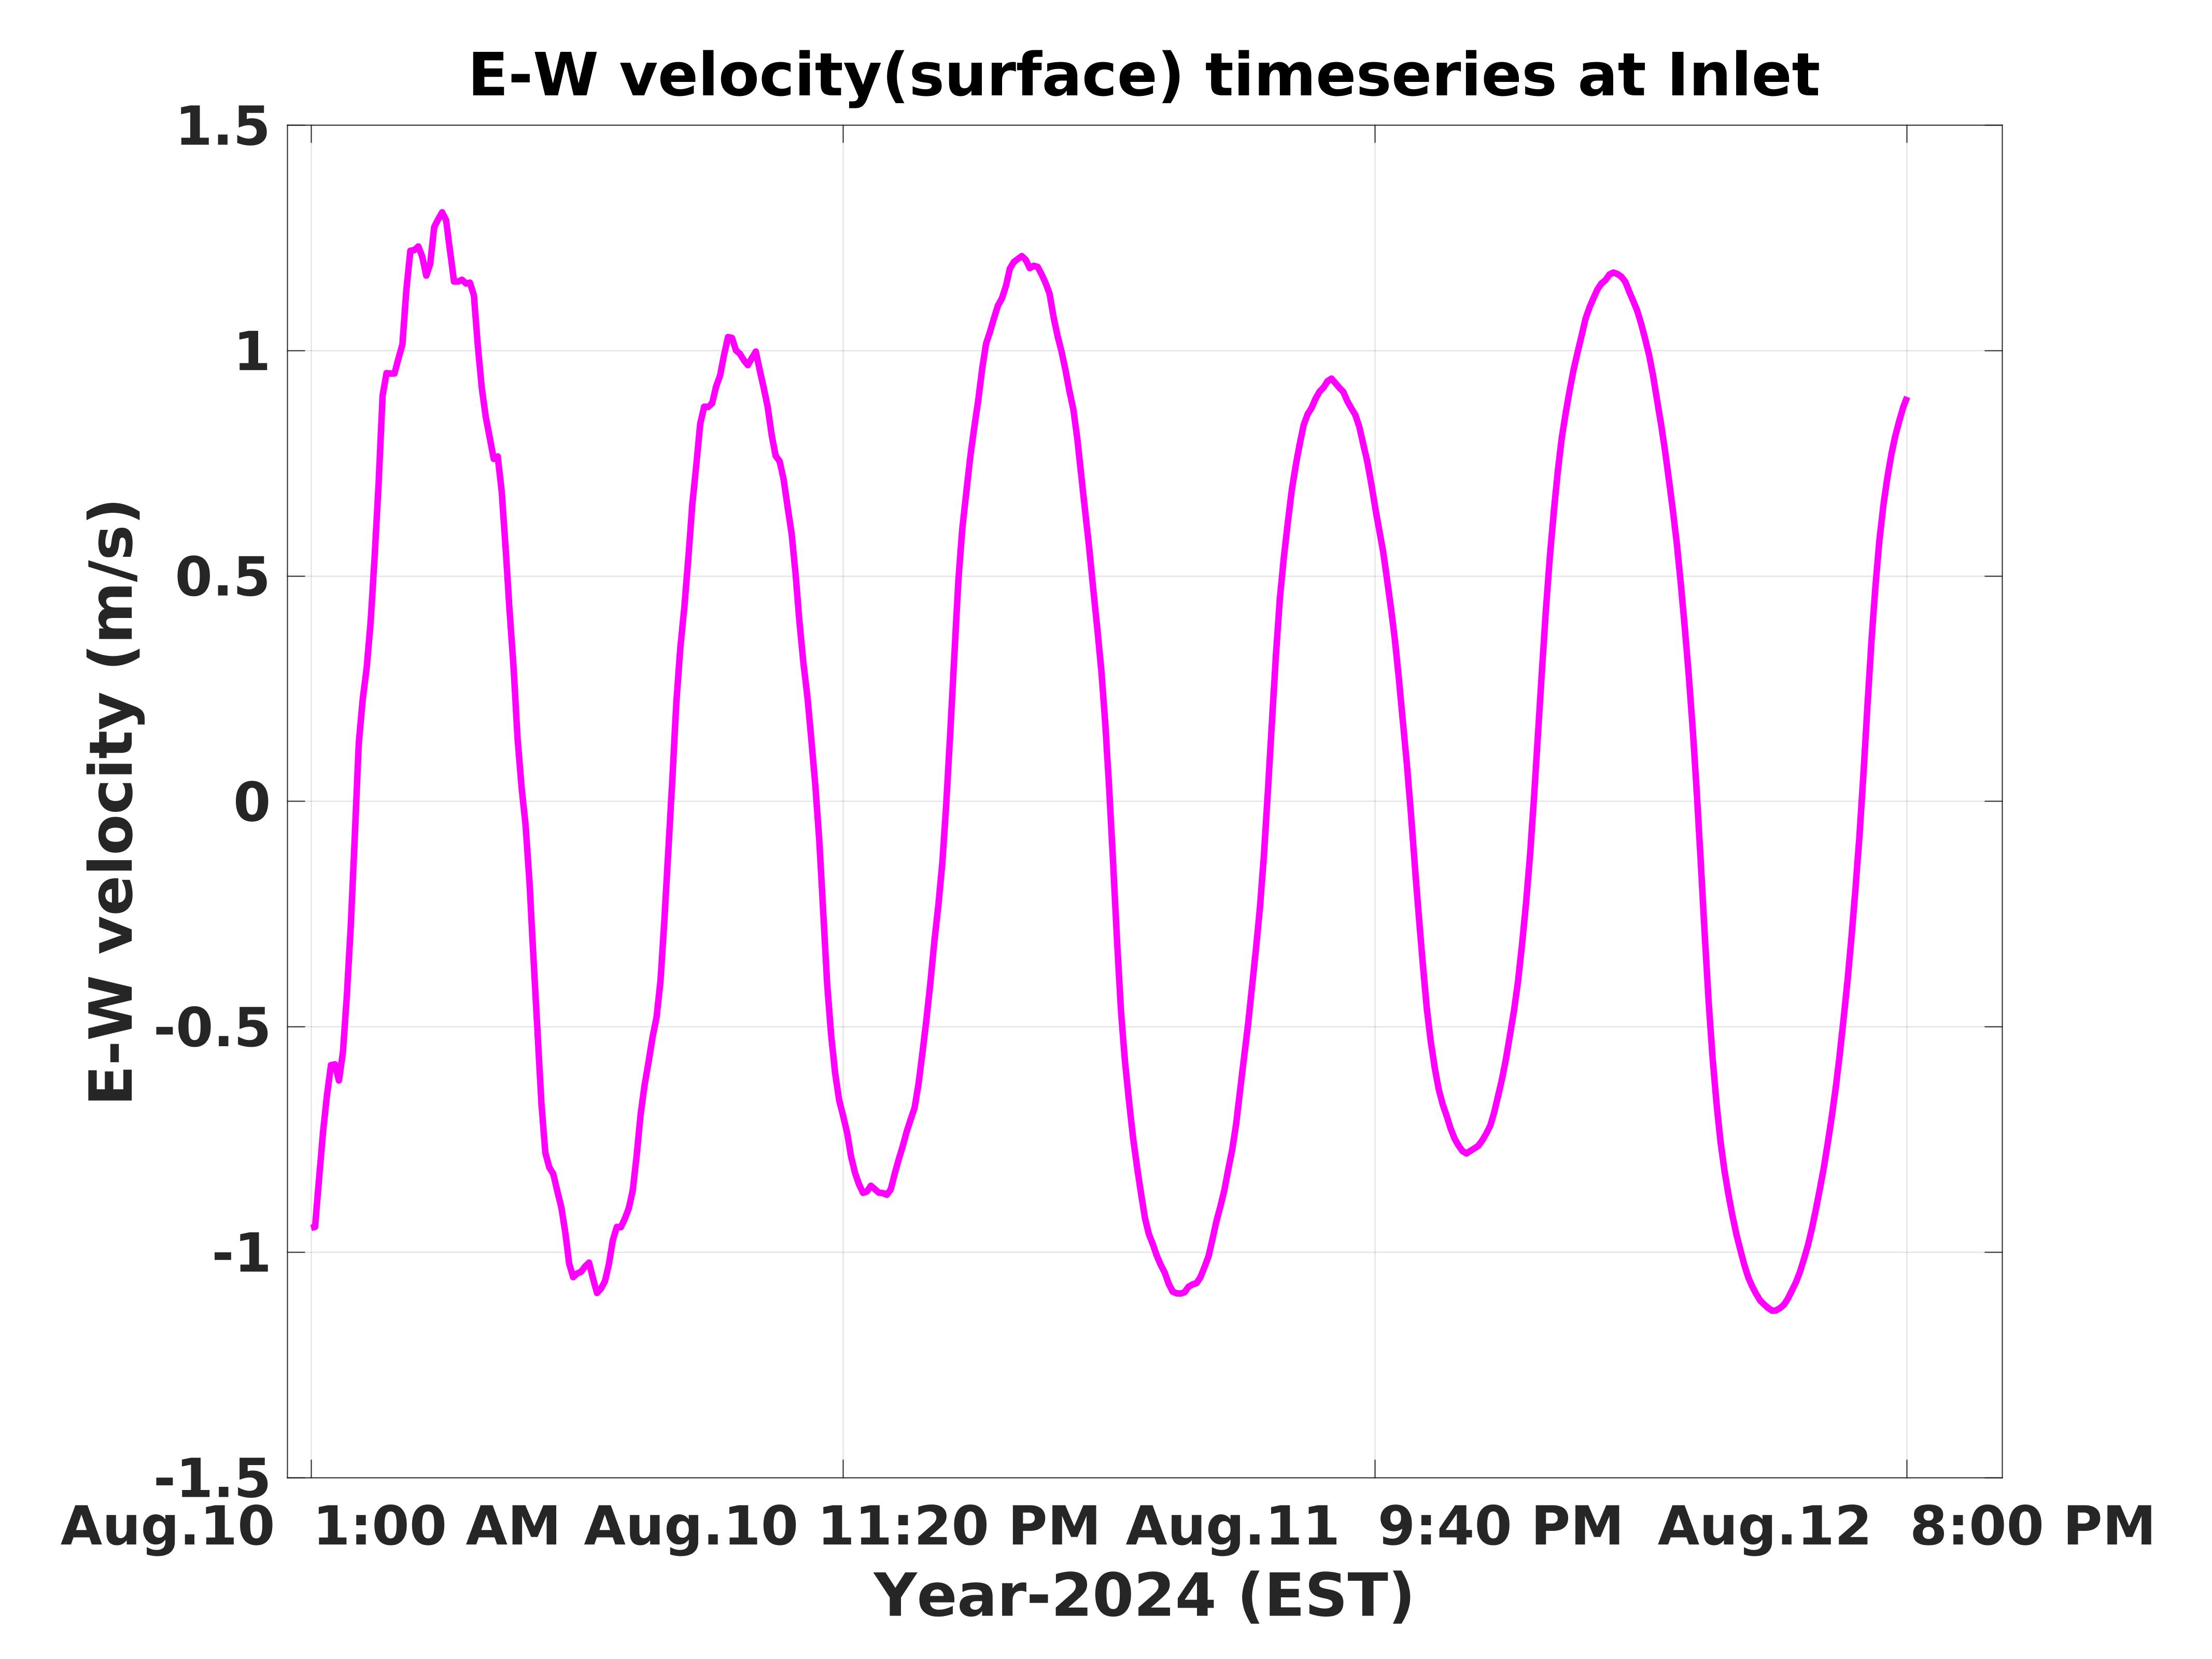 E-W velocity(surface) timeseries at Inlet
E-W velocity (m/s)
1.5
1
0.5
0
-0.5
-1
-1.5
Aug.10 1:00 AM Aug.10 11:20 PM Aug.11 9:40 PM Aug.12 8:00 PM
Year-2024 (EST)